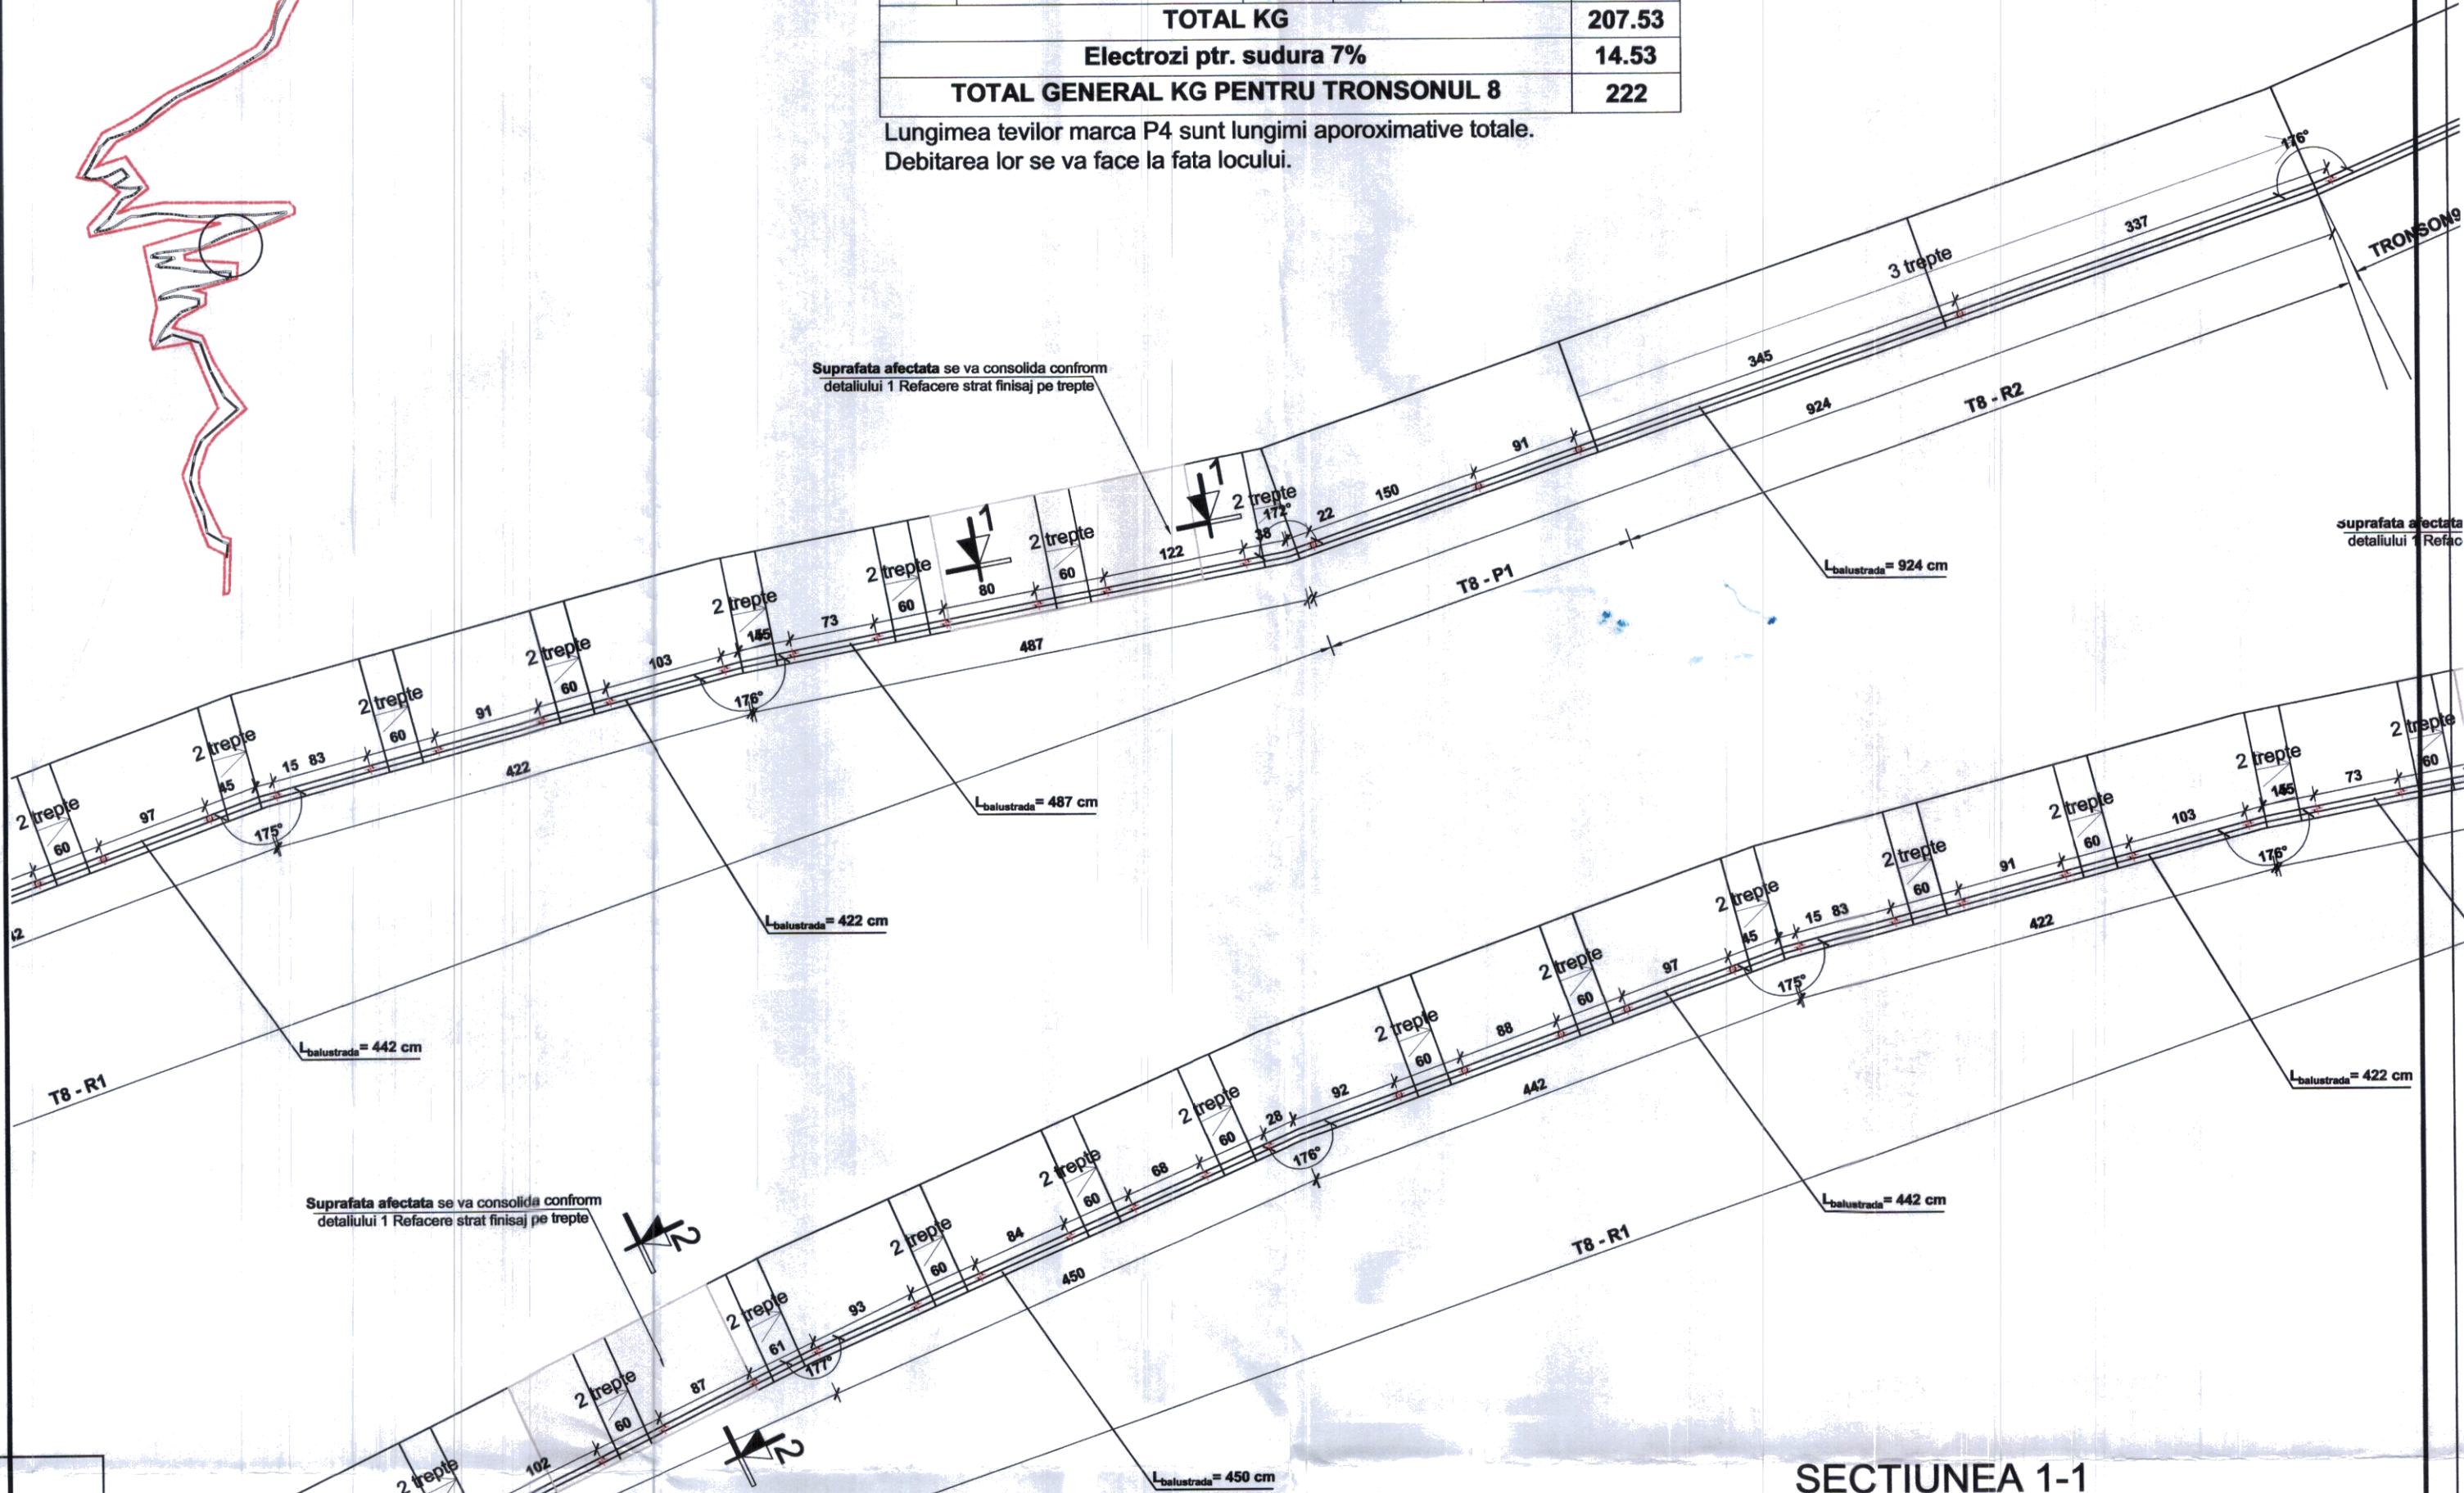 TOTAL KG 207.53
Electrozi ptr. sudura 7% 14.53
TOTAL GENERAL KG PENTRU TRONSONUL 8 222
Lungimea tevilor marca P4 sunt lungimi aporoximative totale.
Debitarea lor se va face la fata locului.
176°
337
TRONSON9
3 trepte
345
924
T8 - R2
Suprafata afectata se va consolida confrorm
detaliului 1 Refacere strat finisaj pe trepte
91
150
22
172°
38
2 trepte
1
122
2 trepte
60
1
80
2 trepte
60
73
2 trepte
176°
103
2 trepte
60
91
2 trepte
60
15 83
2 trepte
45
175°
97
2 trepte
60
487
422
T8 - P1
Lbalustrada= 924 cm
Lbalustrada= 487 cm
Lbalustrada= 422 cm
Lbalustrada= 442 cm
T8 - R1
Suprafata afectata
detaliului 1 Refac
2 trepte
60
73
2 trepte
176°
103
2 trepte
60
91
2 trepte
60
15 83
2 trepte
45
175°
97
2 trepte
60
88
2 trepte
60
92
28
176°
2 trepte
60
68
2 trepte
60
84
2 trepte
60
93
2 trepte
61
177°
87
2 trepte
60
102
2 trepte
422
442
450
T8 - R1
Lbalustrada= 422 cm
Lbalustrada= 442 cm
Lbalustrada= 450 cm
Suprafata afectata se va consolida confrorm
detaliului 1 Refacere strat finisaj pe trepte
2
2
SECTIUNEA 1-1